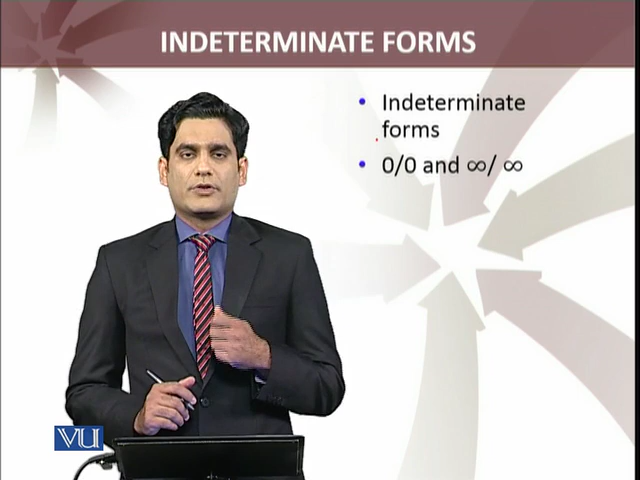 INDETERMINATE FORMS
• Indeterminate
forms
• 0/0 and ∞/ ∞
VU